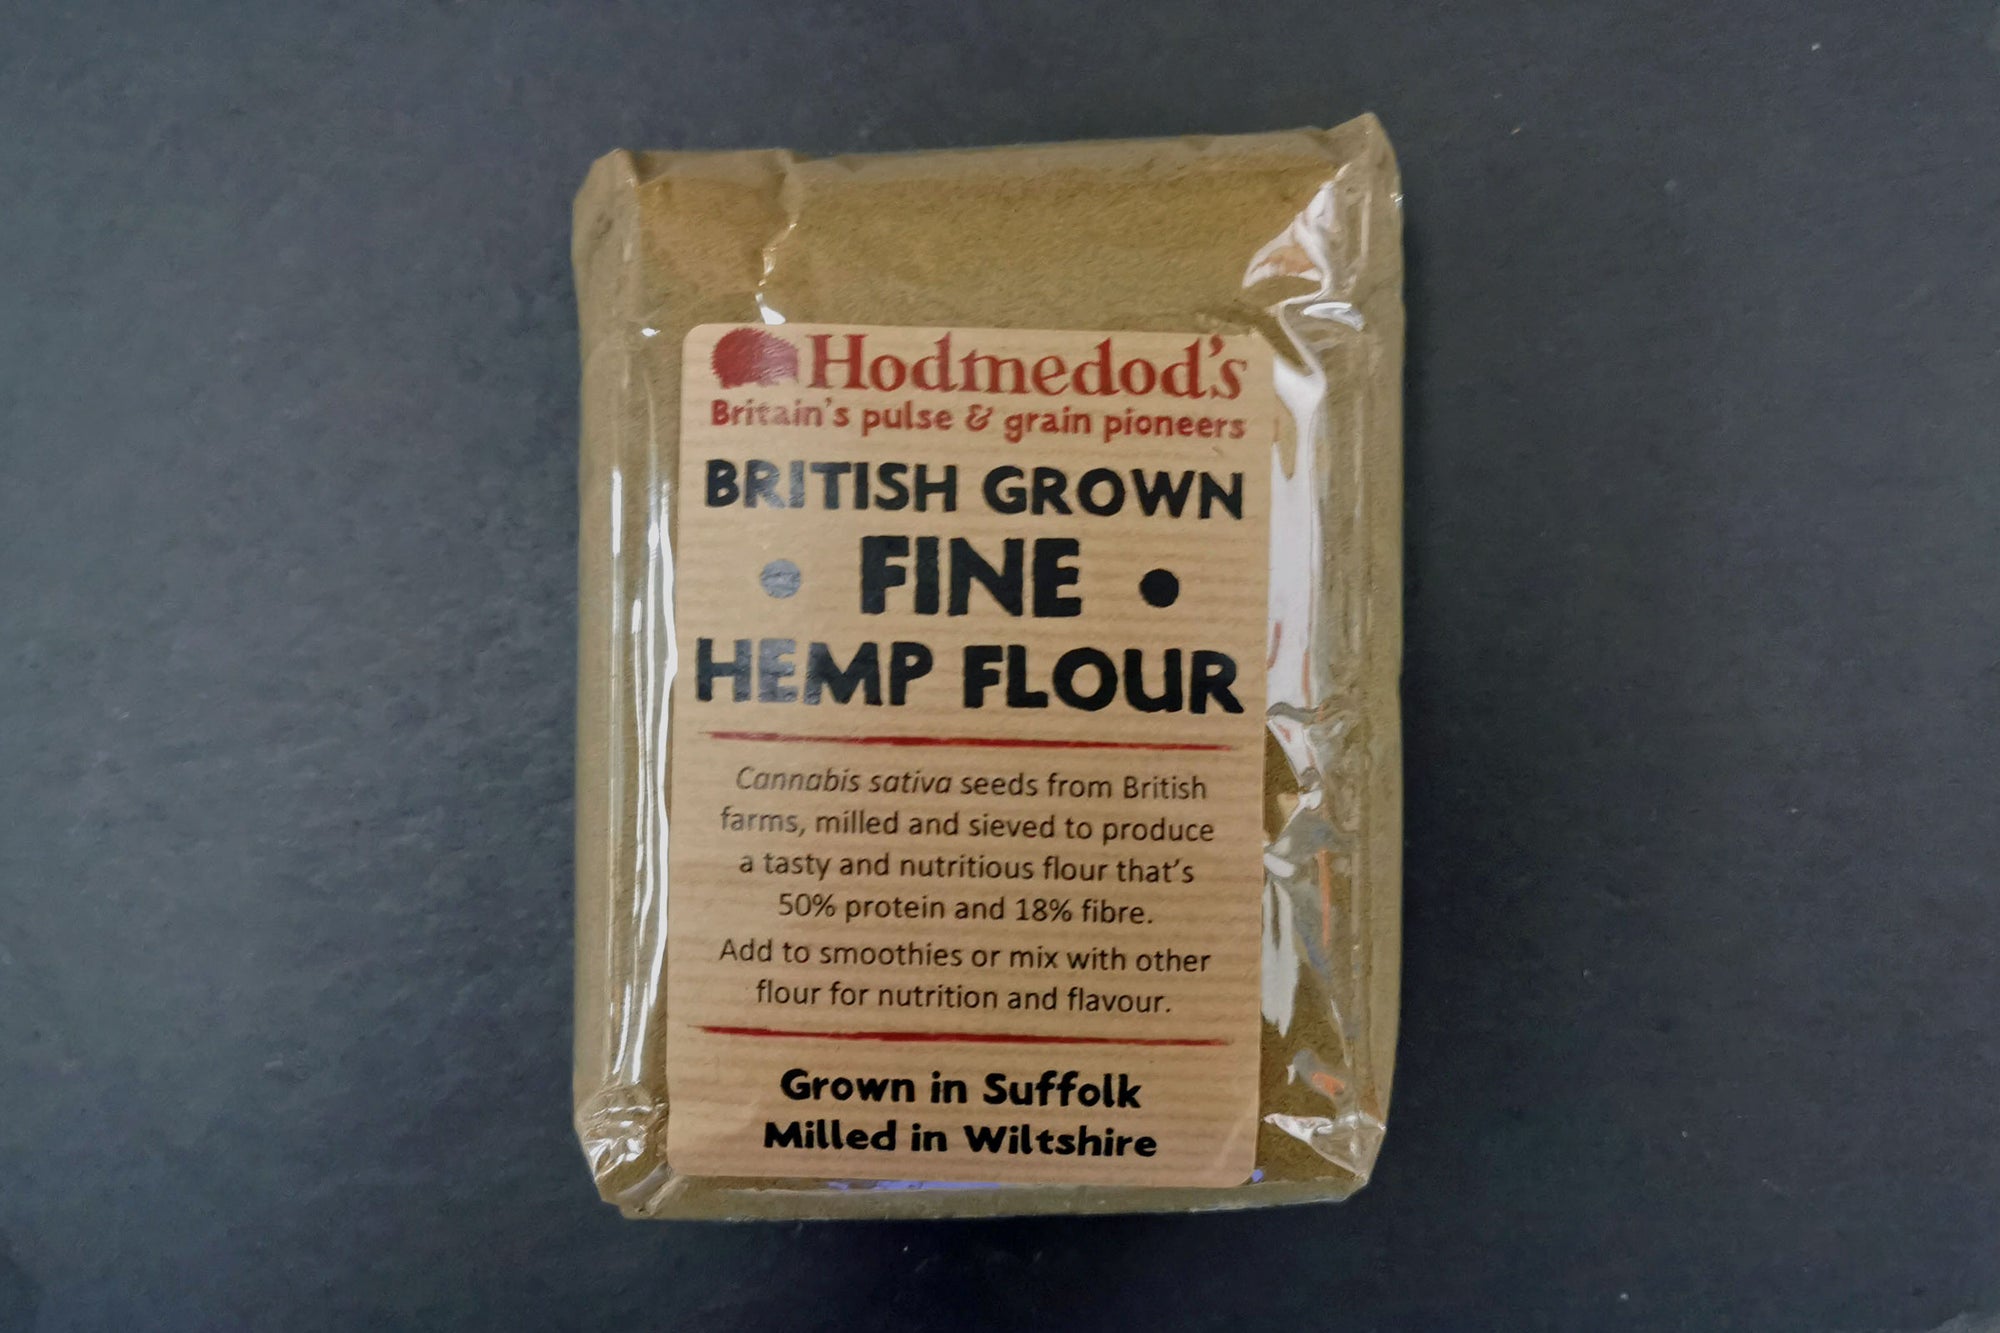 Hodmedod's
Britain's pulse & grain pioneers
BRITISH GROWN
• FINE •
HEMP FLOUR
Cannabis sativa seeds from British
farms, milled and sieved to produce
a tasty and nutritious flour that's
50% protein and 18% fibre.
Add to smoothies or mix with other
flour for nutrition and flavour.
Grown in Suffolk
Milled in Wiltshire